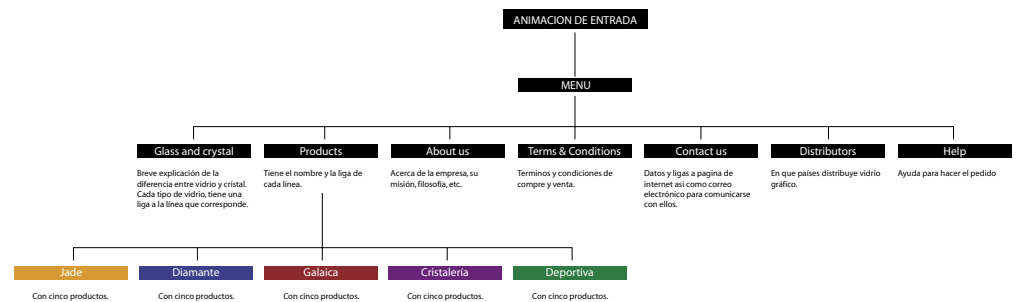 ANIMACION DE ENTRADA
MENU
Glass and crystal
Products
About us
Terms & Conditions
Contact us
Distributors
Help
Breve explicación de la
diferencia entre vidrio y cristal.
Cada tipo de vidrio, tiene una
liga a la línea que corresponde.
Tiene el nombre y la liga de
cada línea.
Acerca de la empresa, su
misión, filosofía, etc.
Terminos y condiciones de
compre y venta.
Datos y ligas a pagina de
internet asi como correo
electrónico para comunicarse
con ellos.
En que países distribuye vidrio
gráfico.
Ayuda para hacer el pedido
Jade
Diamante
Galaica
Cristalería
Deportiva
Con cinco productos.
Con cinco productos.
Con cinco productos.
Con cinco productos.
Con cinco productos.